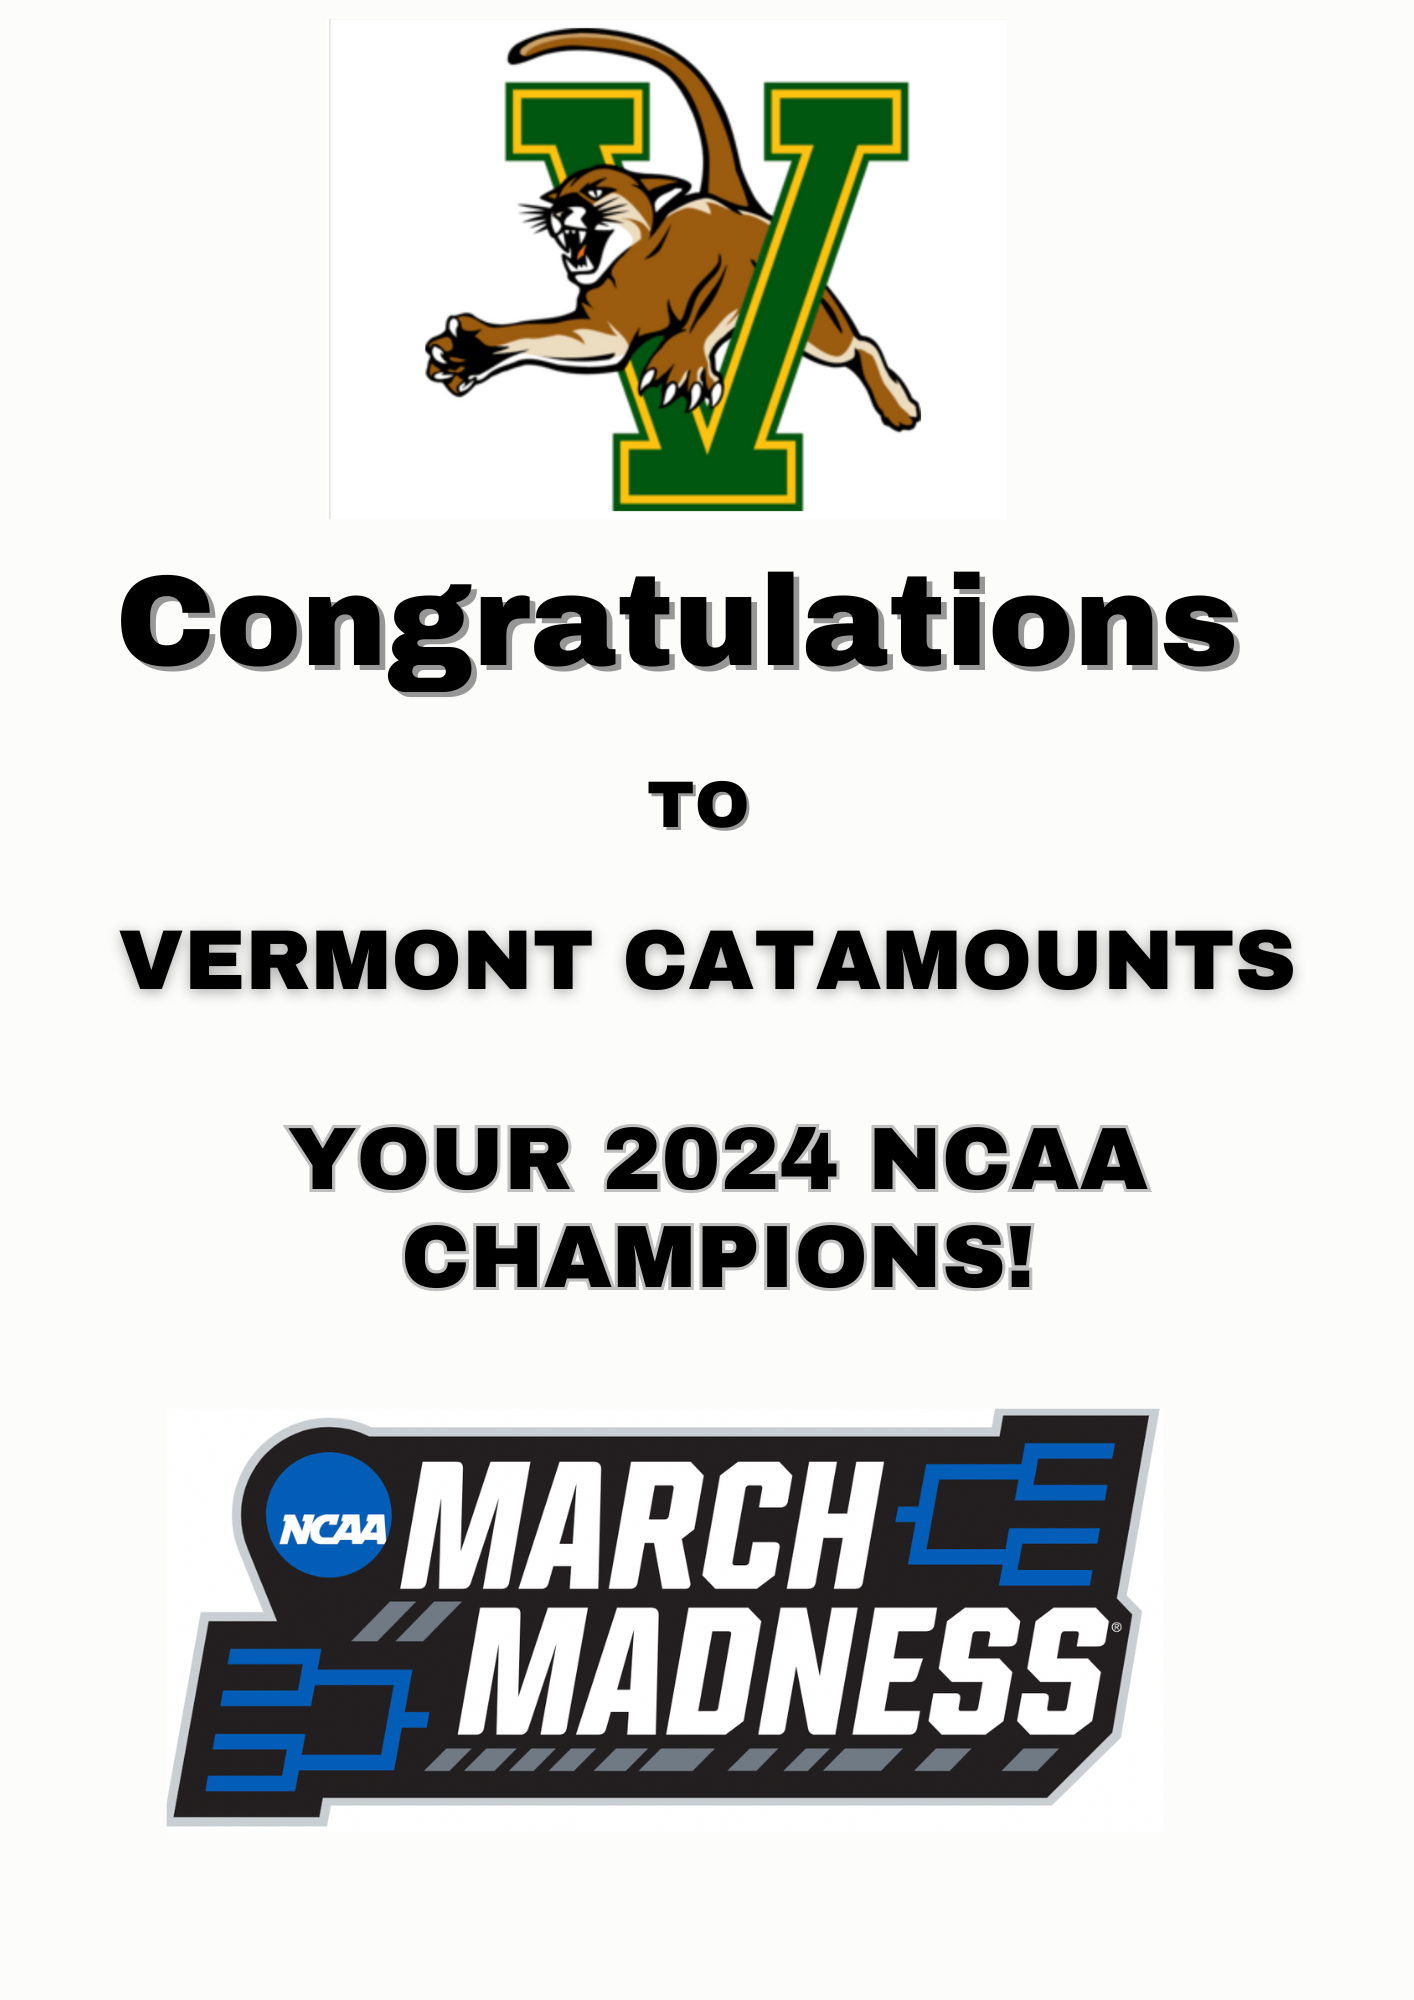 V
Congratulations
TO
VERMONT CATAMOUNTS
YOUR 2024 NCAA
CHAMPIONS!
NCAA MARCH
MADNESS®